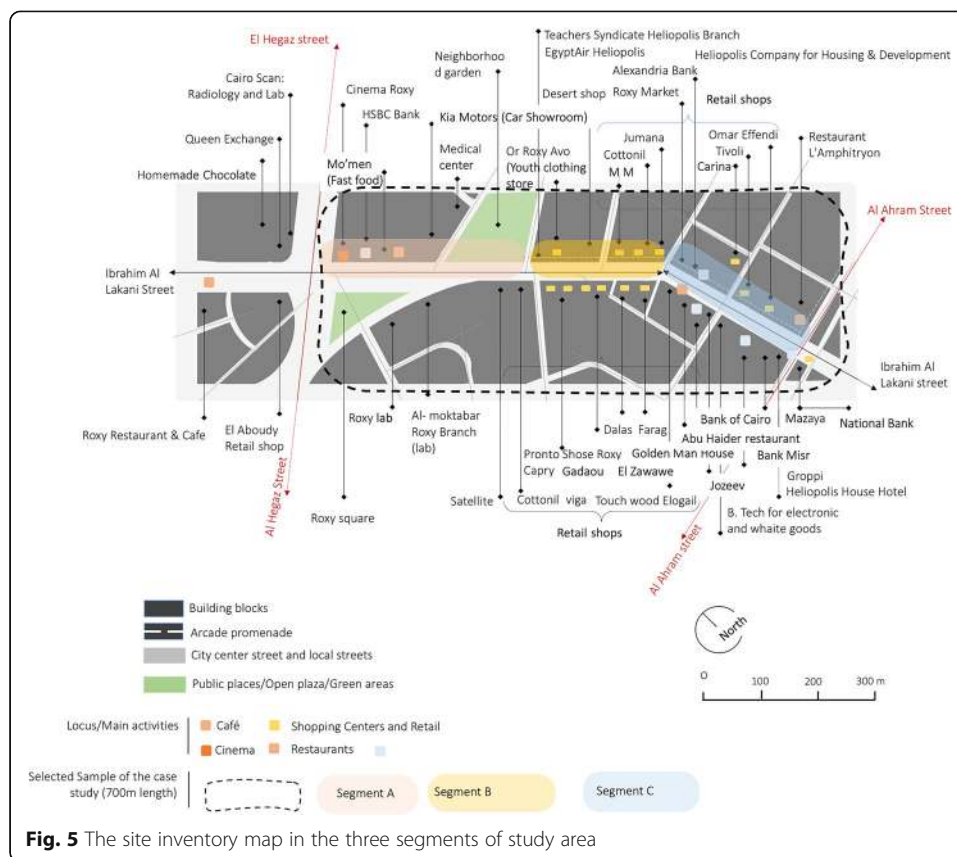 El Hegaz street
Teachers Syndicate Heliopolis Branch
EgyptAir Heliopolis
Heliopolis Company for Housing & Development
Neighborhoo
d garden
Alexandria Bank
Roxy Market
Desert shop
Retail shops
Cairo Scan:
Radiology and Lab
Cinema Roxy
HSBC Bank
Kia Motors (Car Showroom)
Queen Exchange
Homemade Chocolate
Mo'men
(Fast food)
Medical
center
Or Roxy Avo
(Youth clothing
store
Jumana
Cottonil
M M
Omar Effendi
Tivoli
Carina
Restaurant
L'Amphitryon
Al Ahram Street
Ibrahim Al
Lakani Street
Ibrahim Al
Lakani street
Roxy Restaurant & Cafe
El Aboudy
Retail shop
Al Hegaz Street
Roxy lab
Al- moktabar
Roxy Branch
(lab)
Roxy square
Satellite
Pronto Shose Roxy
Capry
Gadaou
Cottonil viga
Dalas
Farag
El Zawawe
Touch wood Elogail
Retail shops
Golden Man House
Abu Haider restaurant
Bank of Cairo
Bank Misr
Mazaya
National Bank
Jozeev
Groppi
Heliopolis House Hotel
B. Tech for electronic
and whaite goods
Al Ahram street
Building blocks
Arcade promenade
City center street and local streets
Public places/Open plaza/Green areas
North
O 100 200 300 m
Locus/Main activities
Café
Shopping Centers and Retail
Cinema
Restaurants
Selected Sample of the case
study (700m length)
Segment A
Segment B
Segment C
Fig. 5 The site inventory map in the three segments of study area